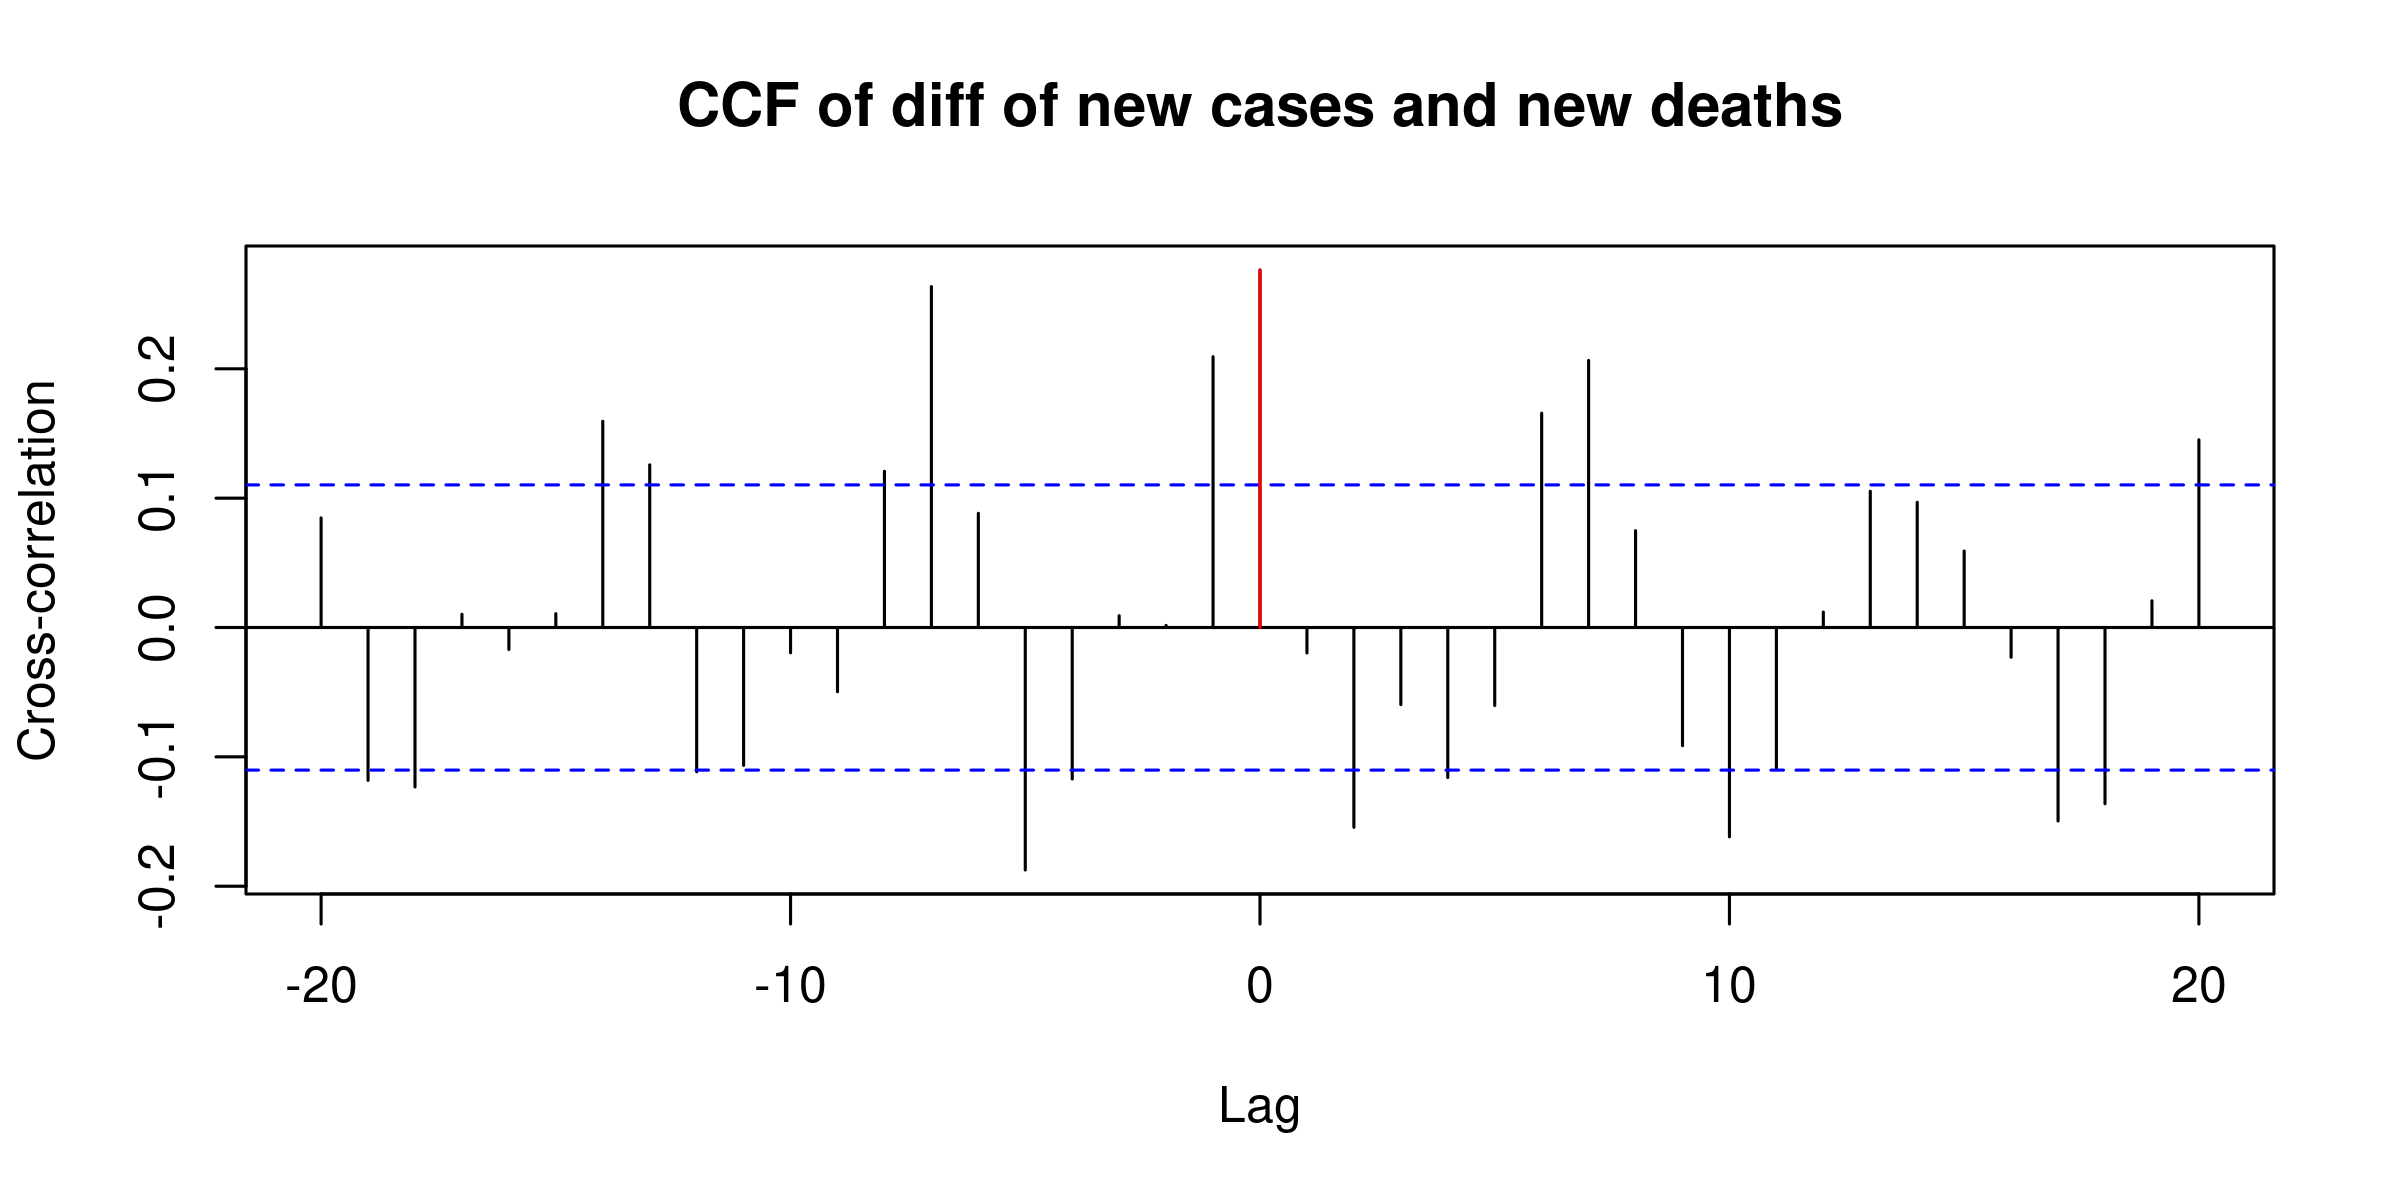 CCF of diff of new cases and new deaths
Cross-correlation
0.2
0.1
0.0
-0.1
-0.2
-20 -10 0 10 20
Lag